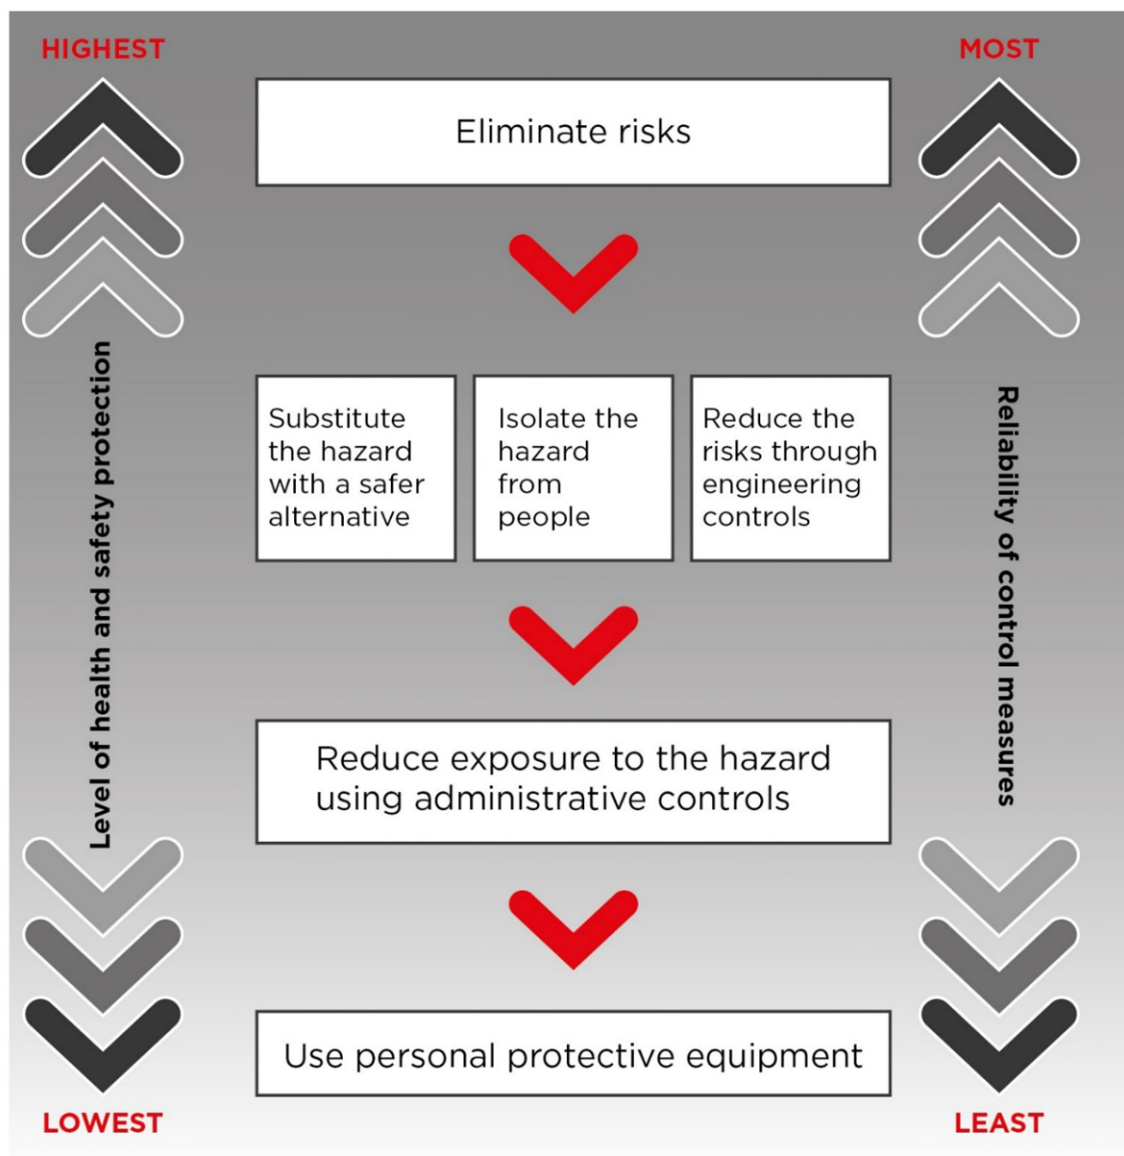 HIGHEST
MOST
Eliminate risks
Substitute
the hazard
with a safer
alternative
Isolate the
hazard
from
people
Reduce the
risks through
engineering
controls
Level of health and safety protection
Reliability of control measures
Reduce exposure to the hazard
using administrative controls
Use personal protective equipment
LOWEST
LEAST